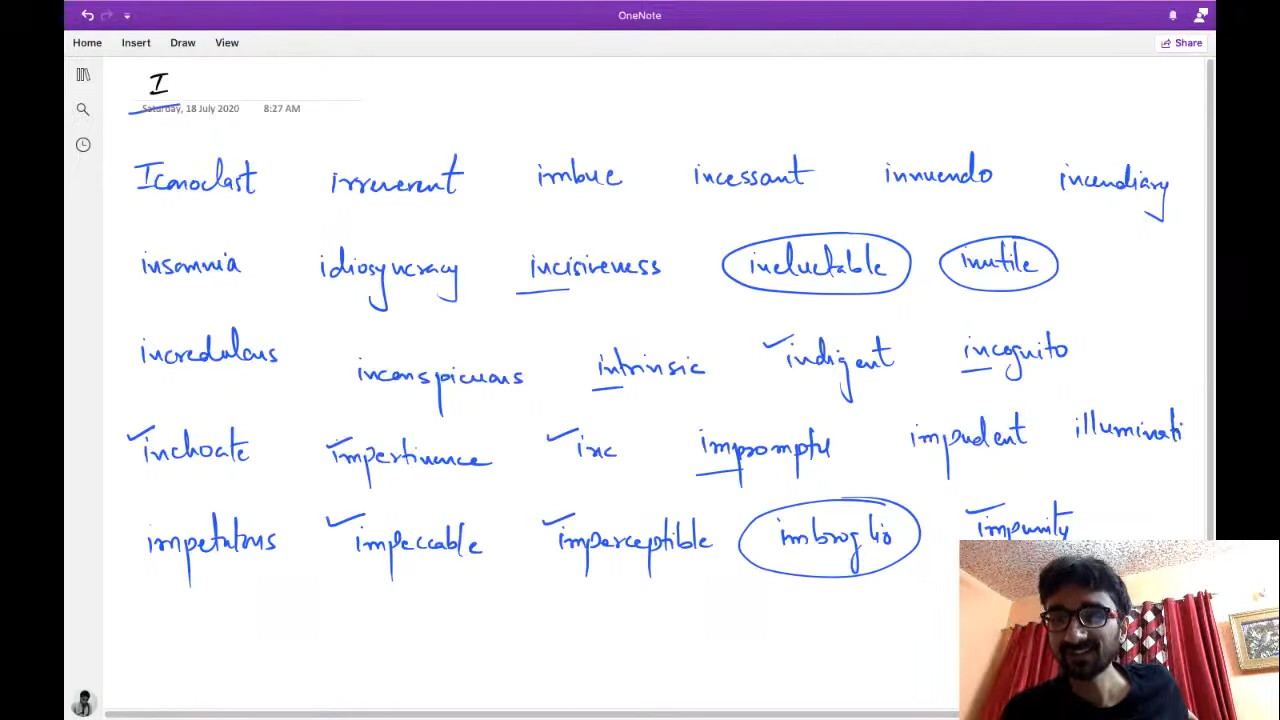 OneNote
Home Insert Draw View Share
I
Saturday, 18 July 2020 8:27 AM
Iconoclast irreverent imbue incessant innuendo incendiary
insomnia idiosyncracy incisiveness ineluctable inutile
incredulous inconspicuous intrinsic indigent incognito
inchoate impertinence irk impromptu impudent illuminati
impetutous impeccable imperceptible imbroglio impunity